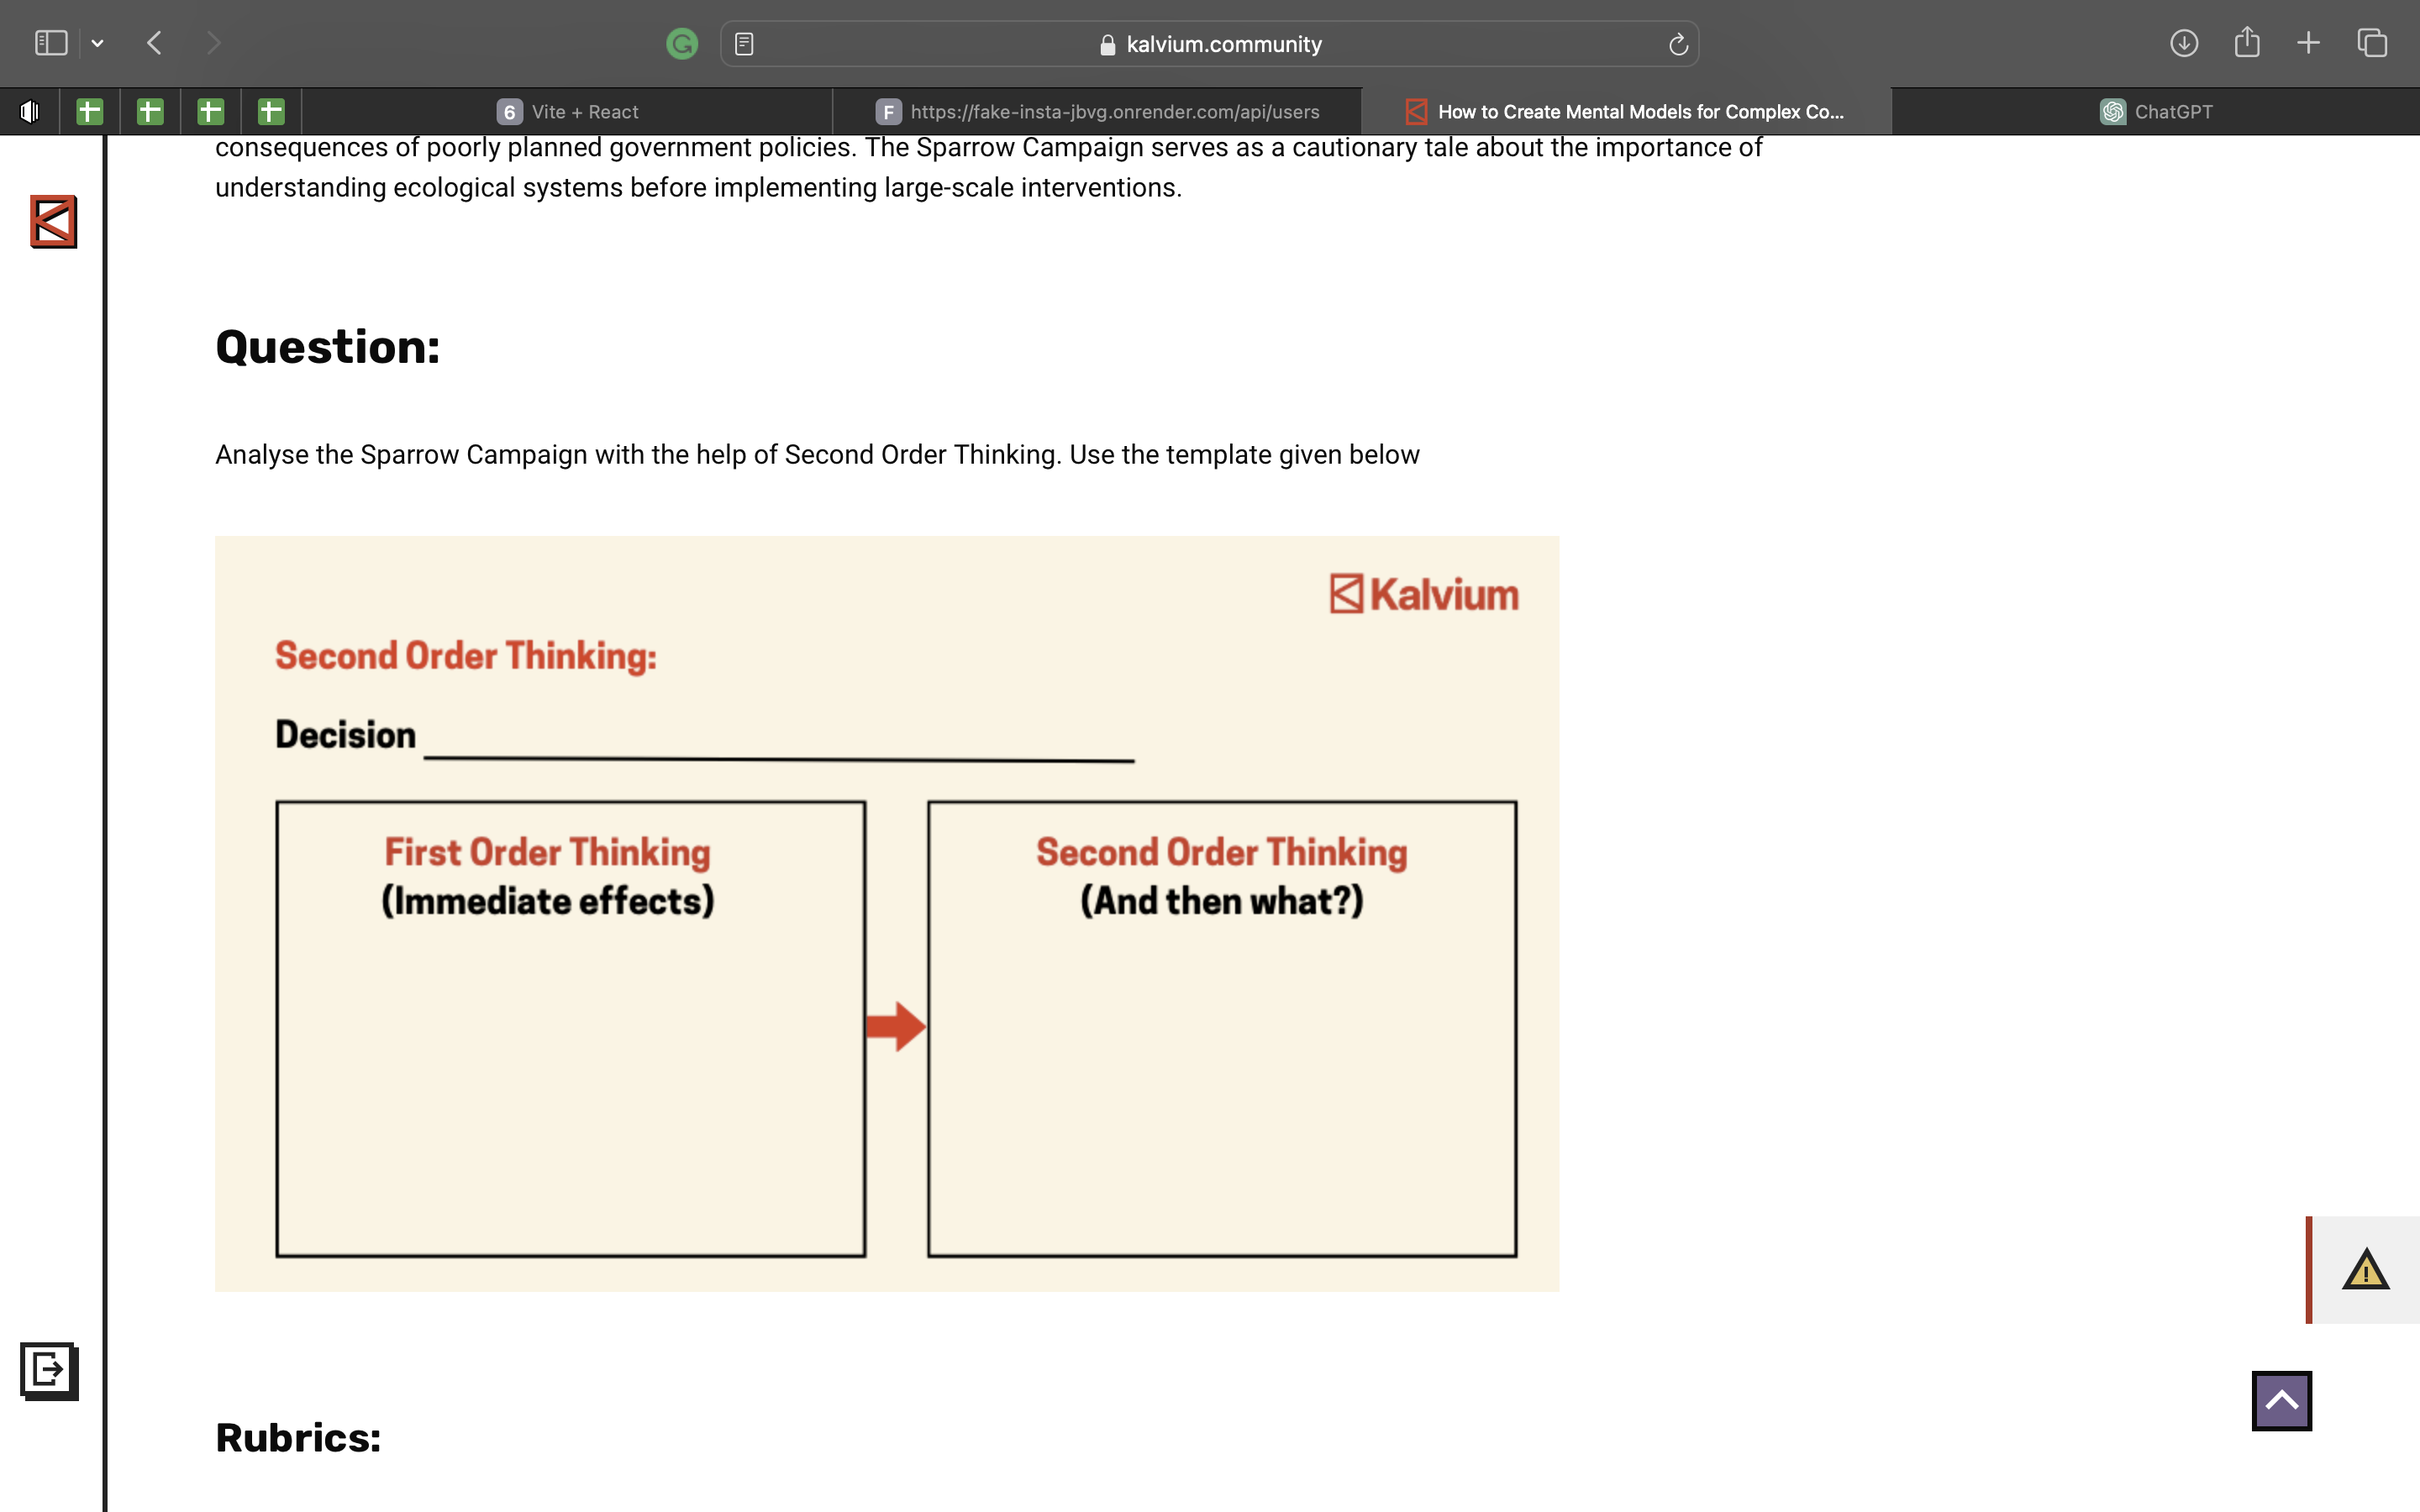 kalvium.community
6 Vite + React
F https://fake-insta-jbvg.onrender.com/api/users
How to Create Mental Models for Complex Co...
ChatGPT
consequences of poorly planned government policies. The Sparrow Campaign serves as a cautionary tale about the importance of
understanding ecological systems before implementing large-scale interventions.
Question:
Analyse the Sparrow Campaign with the help of Second Order Thinking. Use the template given below
Kalvium
Second Order Thinking:
Decision
First Order Thinking
(Immediate effects)
Second Order Thinking
(And then what?)
Rubrics: